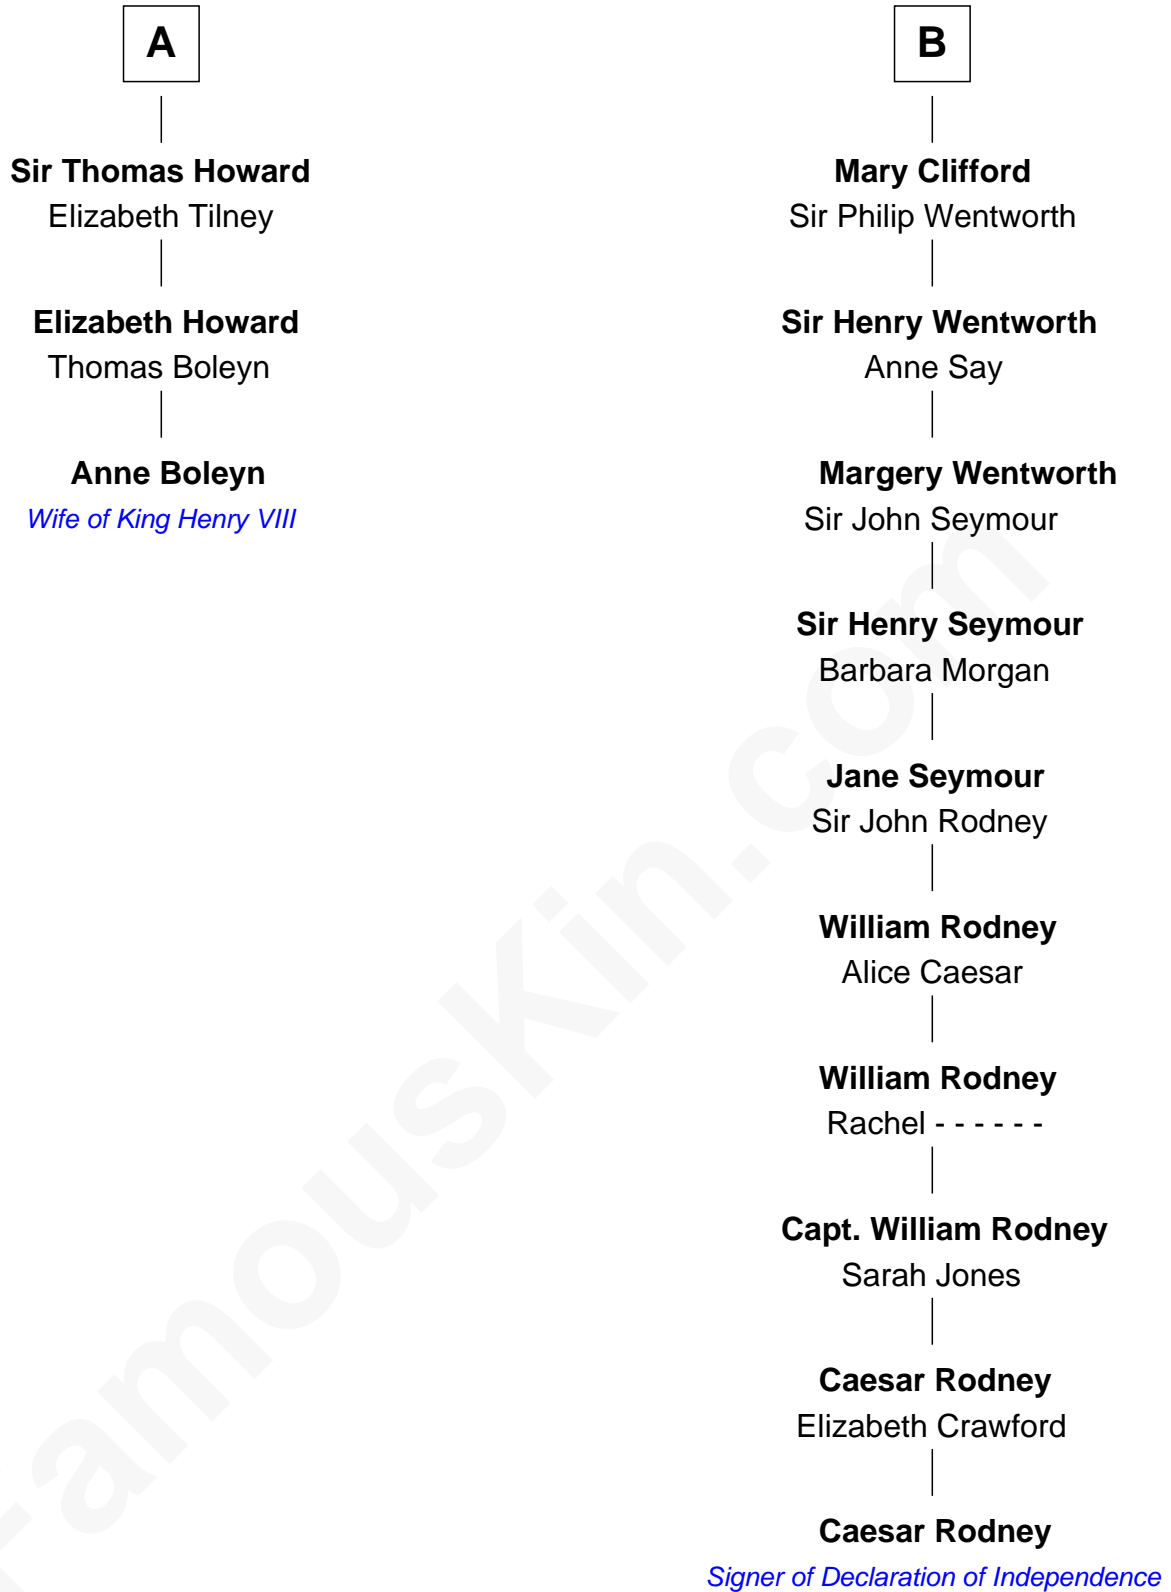 A
Sir Thomas Howard
Elizabeth Tilney
Elizabeth Howard
Thomas Boleyn
Anne Boleyn
Wife of King Henry VIII
B
Mary Clifford
Sir Philip Wentworth
Sir Henry Wentworth
Anne Say
Margery Wentworth
Sir John Seymour
Sir Henry Seymour
Barbara Morgan
Jane Seymour
Sir John Rodney
William Rodney
Alice Caesar
William Rodney
Rachel - - - - - -
Capt. William Rodney
Sarah Jones
Caesar Rodney
Elizabeth Crawford
Caesar Rodney
Signer of Declaration of Independence
FamousKin.com